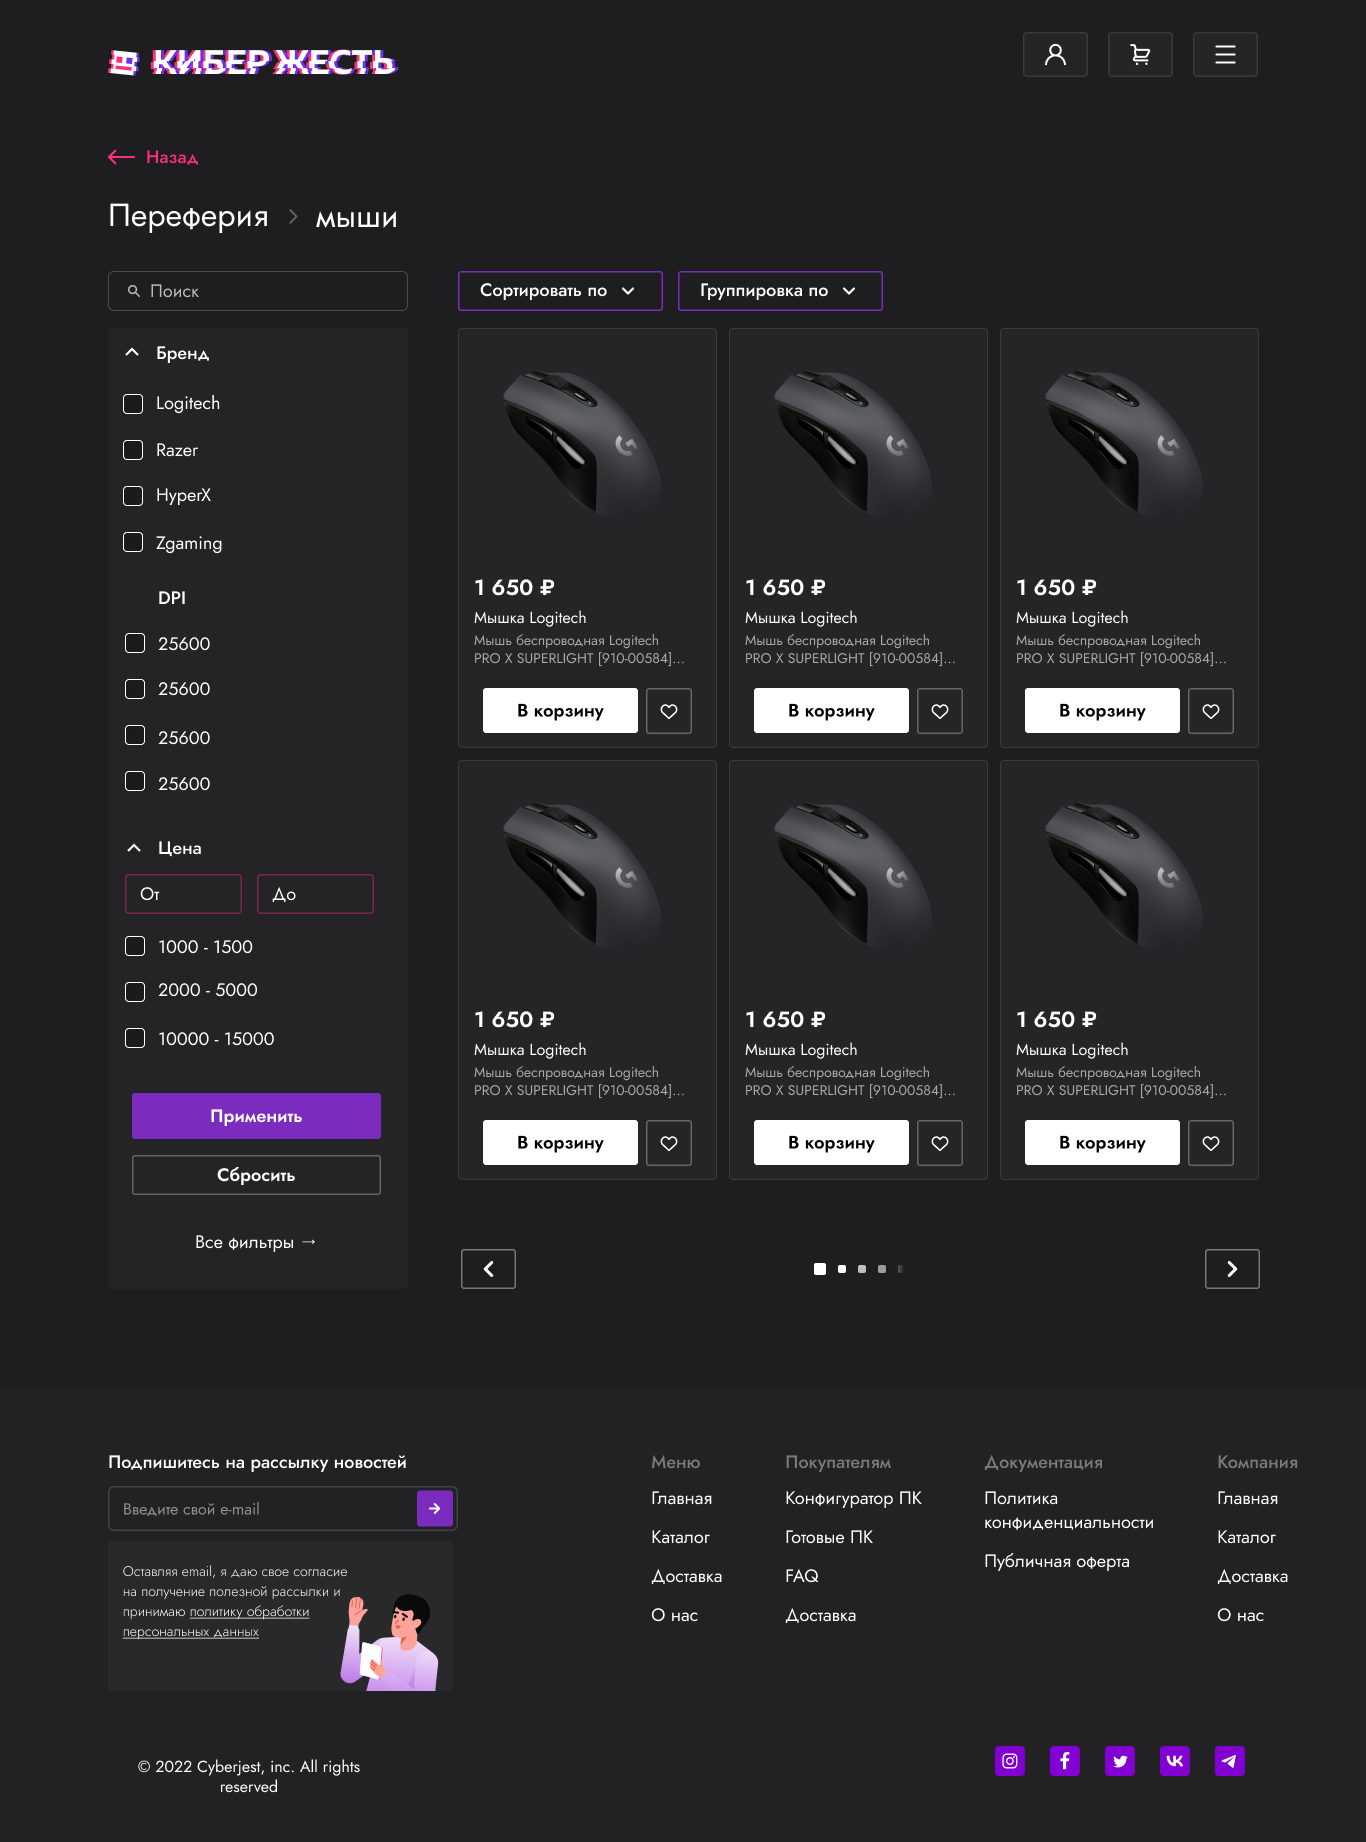 КИБЕРЖЕСТЬ
Назад
Переферия
мыши
Поиск
Сортировать по
Группировка по
Бренд
Logitech
Razer
HyperX
Zgaming
DPI
25600
25600
25600
25600
Цена
От
До
1000 - 1500
2000 - 5000
10000 - 15000
Применить
Сбросить
Все фильтры →
1 650 ₽
Мышка Logitech
Мышь беспроводная Logitech
PRO X SUPERLIGHT [910-00584]...
В корзину
1 650 ₽
Мышка Logitech
Мышь беспроводная Logitech
PRO X SUPERLIGHT [910-00584]...
В корзину
1 650 ₽
Мышка Logitech
Мышь беспроводная Logitech
PRO X SUPERLIGHT [910-00584]...
В корзину
1 650 ₽
Мышка Logitech
Мышь беспроводная Logitech
PRO X SUPERLIGHT [910-00584]...
В корзину
1 650 ₽
Мышка Logitech
Мышь беспроводная Logitech
PRO X SUPERLIGHT [910-00584]...
В корзину
1 650 ₽
Мышка Logitech
Мышь беспроводная Logitech
PRO X SUPERLIGHT [910-00584]...
В корзину
Подпишитесь на рассылку новостей
Введите свой e-mail
Оставляя email, я даю свое согласие
на получение полезной рассылки и
принимаю политику обработки
персональных данных
Меню
Главная
Каталог
Доставка
О нас
Покупателям
Конфигуратор ПК
Готовые ПК
FAQ
Доставка
Документация
Политика
конфиденциальности
Публичная оферта
Компания
Главная
Каталог
Доставка
О нас
© 2022 Cyberjest, inc. All rights
reserved